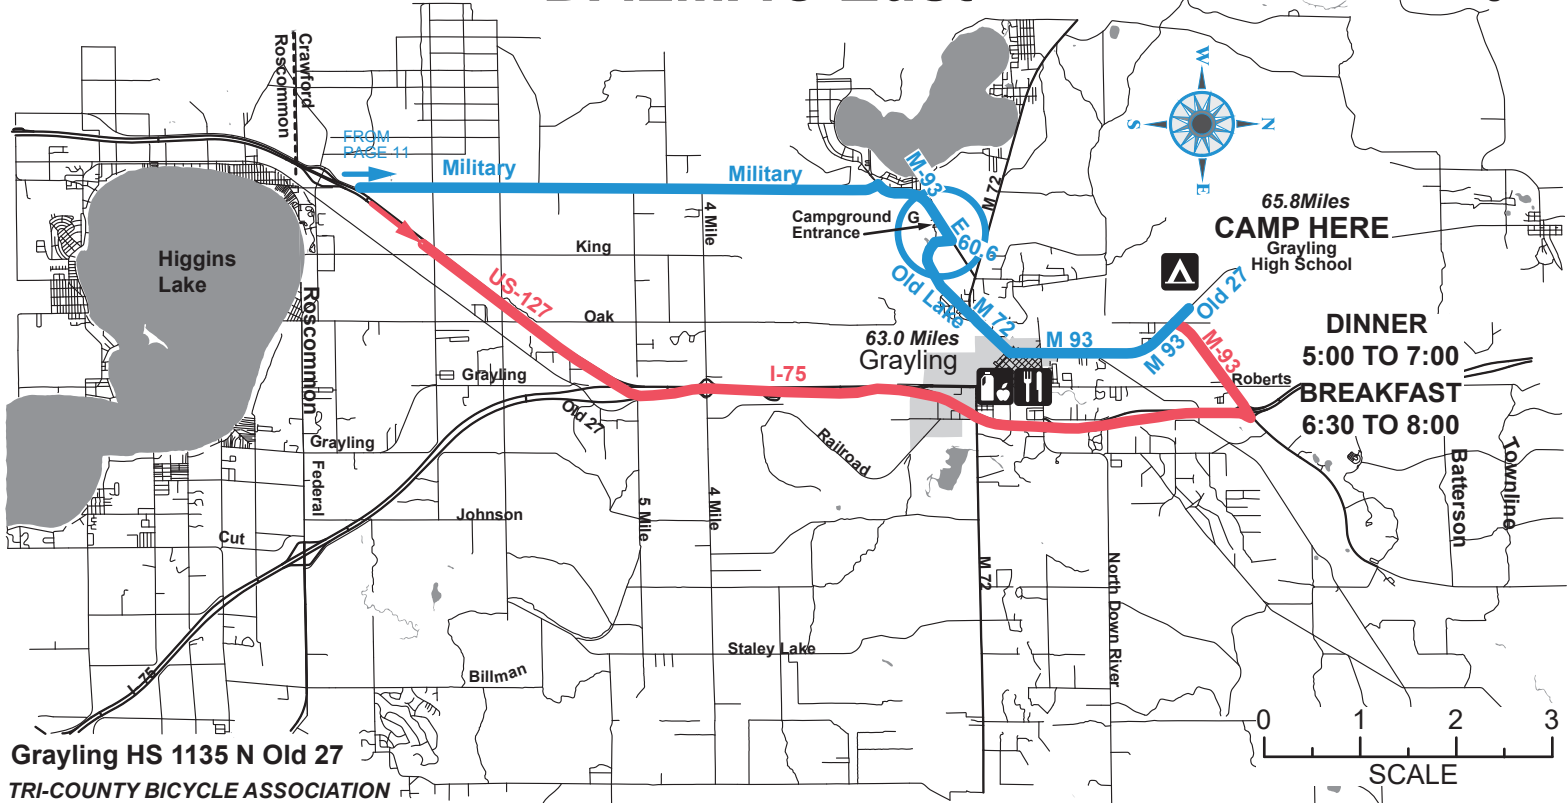 Crawford
Roscommon
FROM
PAGE 11
Military
Military
M-93
M 72
W
S
N
E
65.8Miles
CAMP HERE
Grayling
High School
Campground
Entrance
G
E
60.6
4 Mile
King
Higgins
Lake
US-127
Old Lake
M 72
Old 27
Roscommon
Oak
63.0 Miles
Grayling
M 93
M 93
M-93
DINNER
5:00 TO 7:00
BREAKFAST
6:30 TO 8:00
Roberts
Grayling
I-75
Old 27
Grayling
Railroad
Federal
Townline
Batterson
5 Mile
4 Mile
Johnson
Cut
M 72
North Down River
Staley Lake
Billman
I-75
0 1 2 3
SCALE
Grayling HS 1135 N Old 27
TRI-COUNTY BICYCLE ASSOCIATION